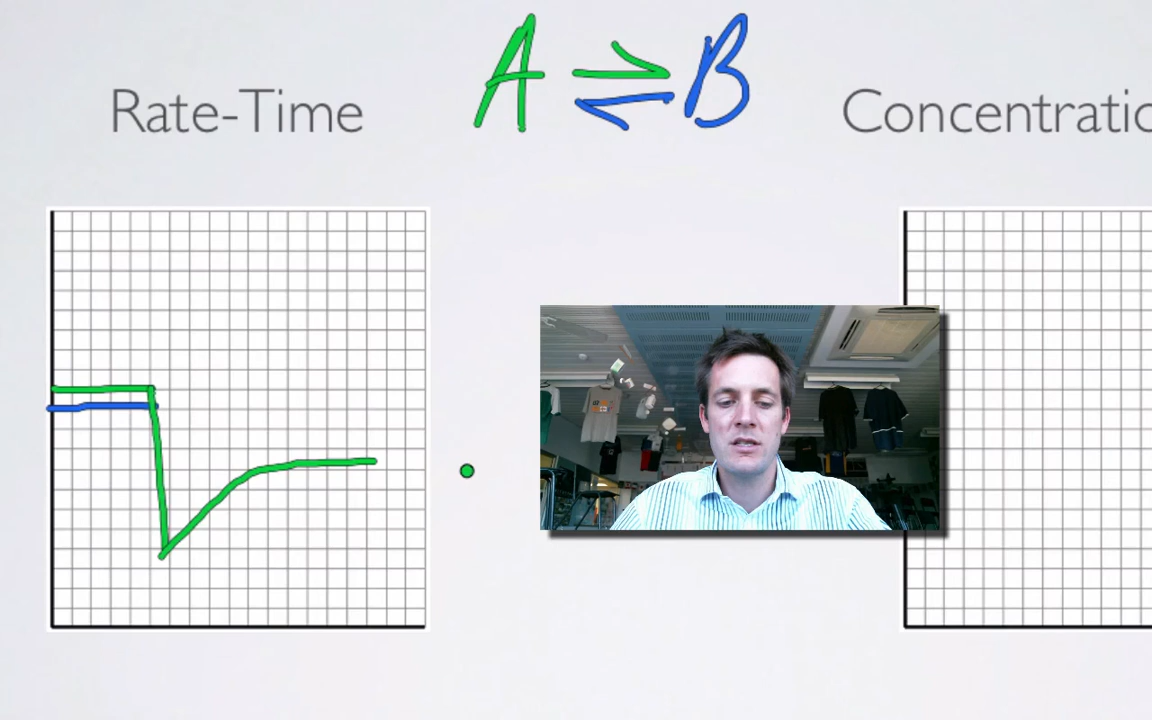 A ⇌ B
Rate-Time
Concentratio